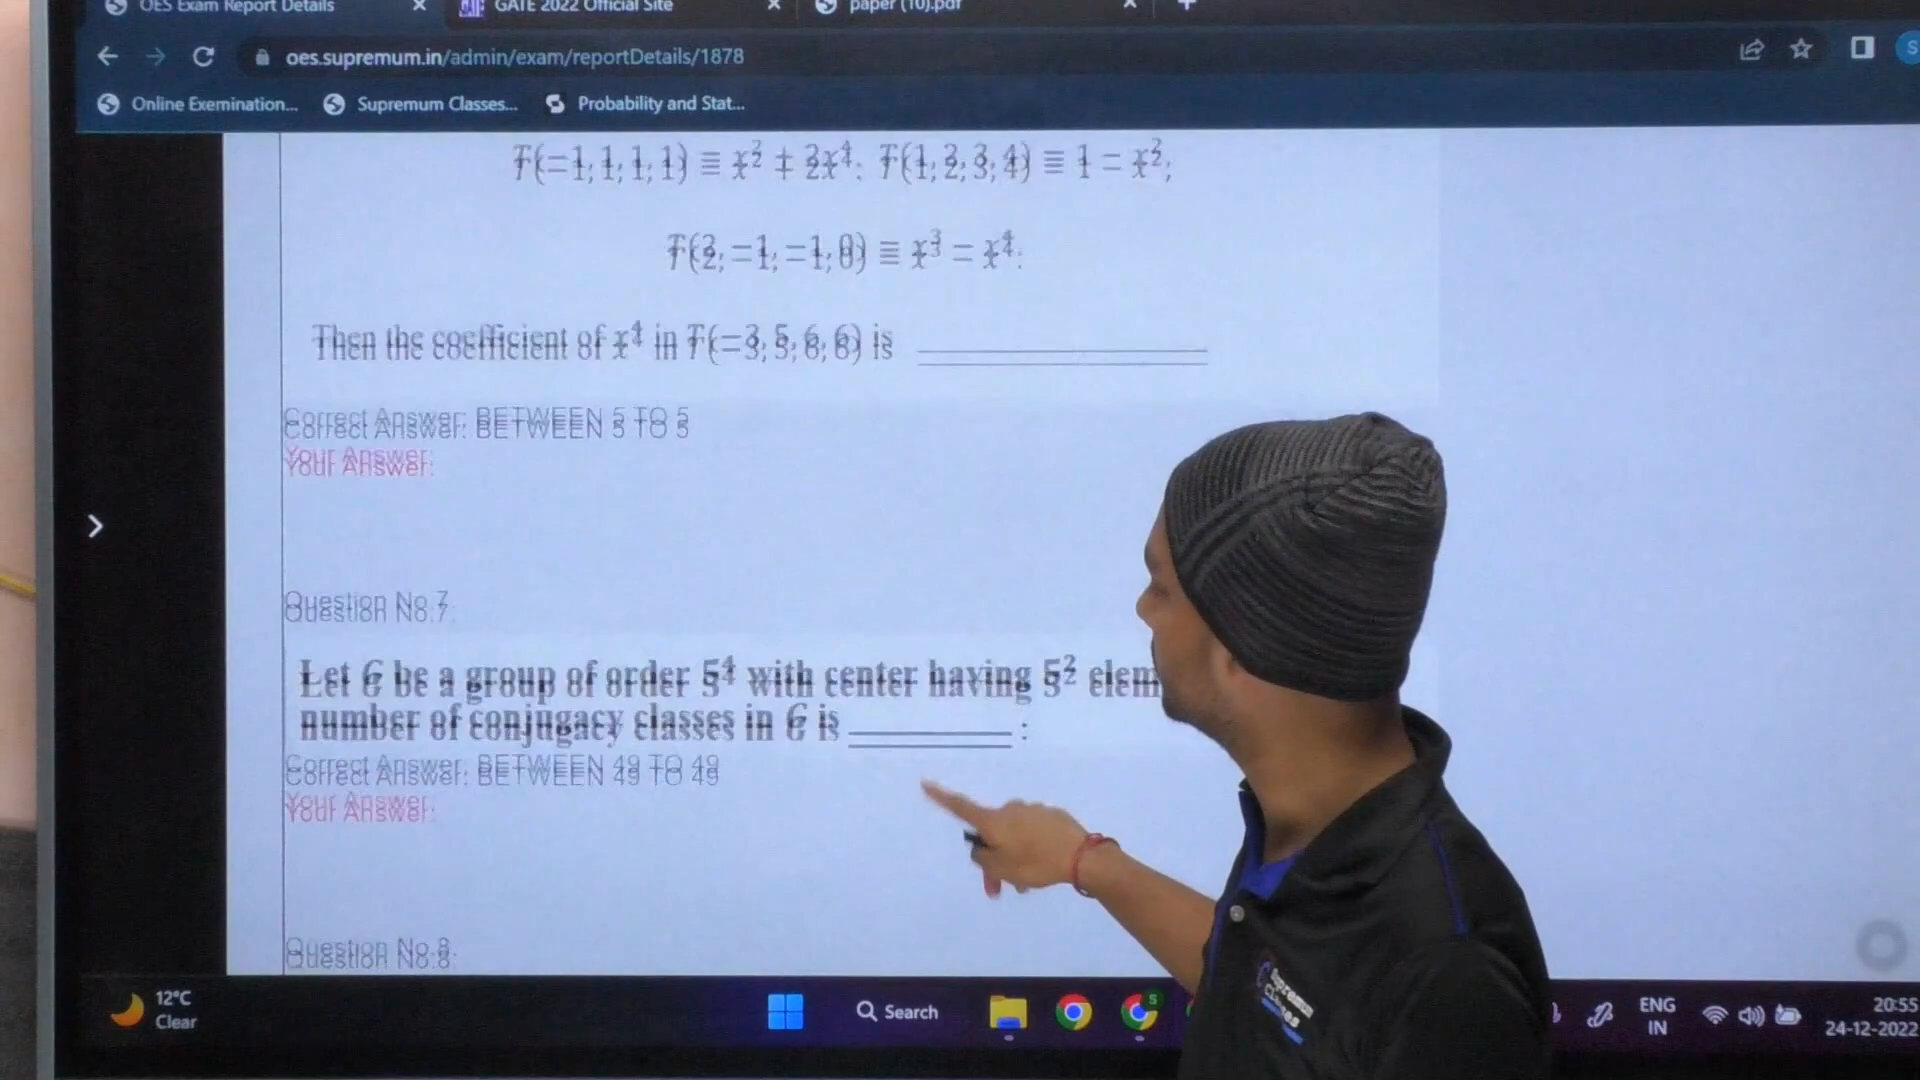 OES Exam Report Details
GATE 2022 Official Site
paper (10).pdf
oes.supremum.in/admin/exam/reportDetails/1878
Online Exemination...
Supremum Classes...
Probability and Stat...
T(−1, 1, 1, 1) = x² + 2x⁴. T(1, 2, 3, 4) = 1 − x²,
T(2, −1, −1, 0) = x³ − x⁴.
Then the coefficient of x⁴ in T(−3, 5, 6, 6) is ________
Correct Answer: BETWEEN 5 TO 5
Your Answer:
Question No.7.
Let G be a group of order 5⁴ with center having 5² elem
number of conjugacy classes in G is ________ :
Correct Answer: BETWEEN 49 TO 49
Your Answer:
Question No.8.
12°C
Clear
Search
S
ENG
IN
20:55
24-12-2022
Supremum
Classes